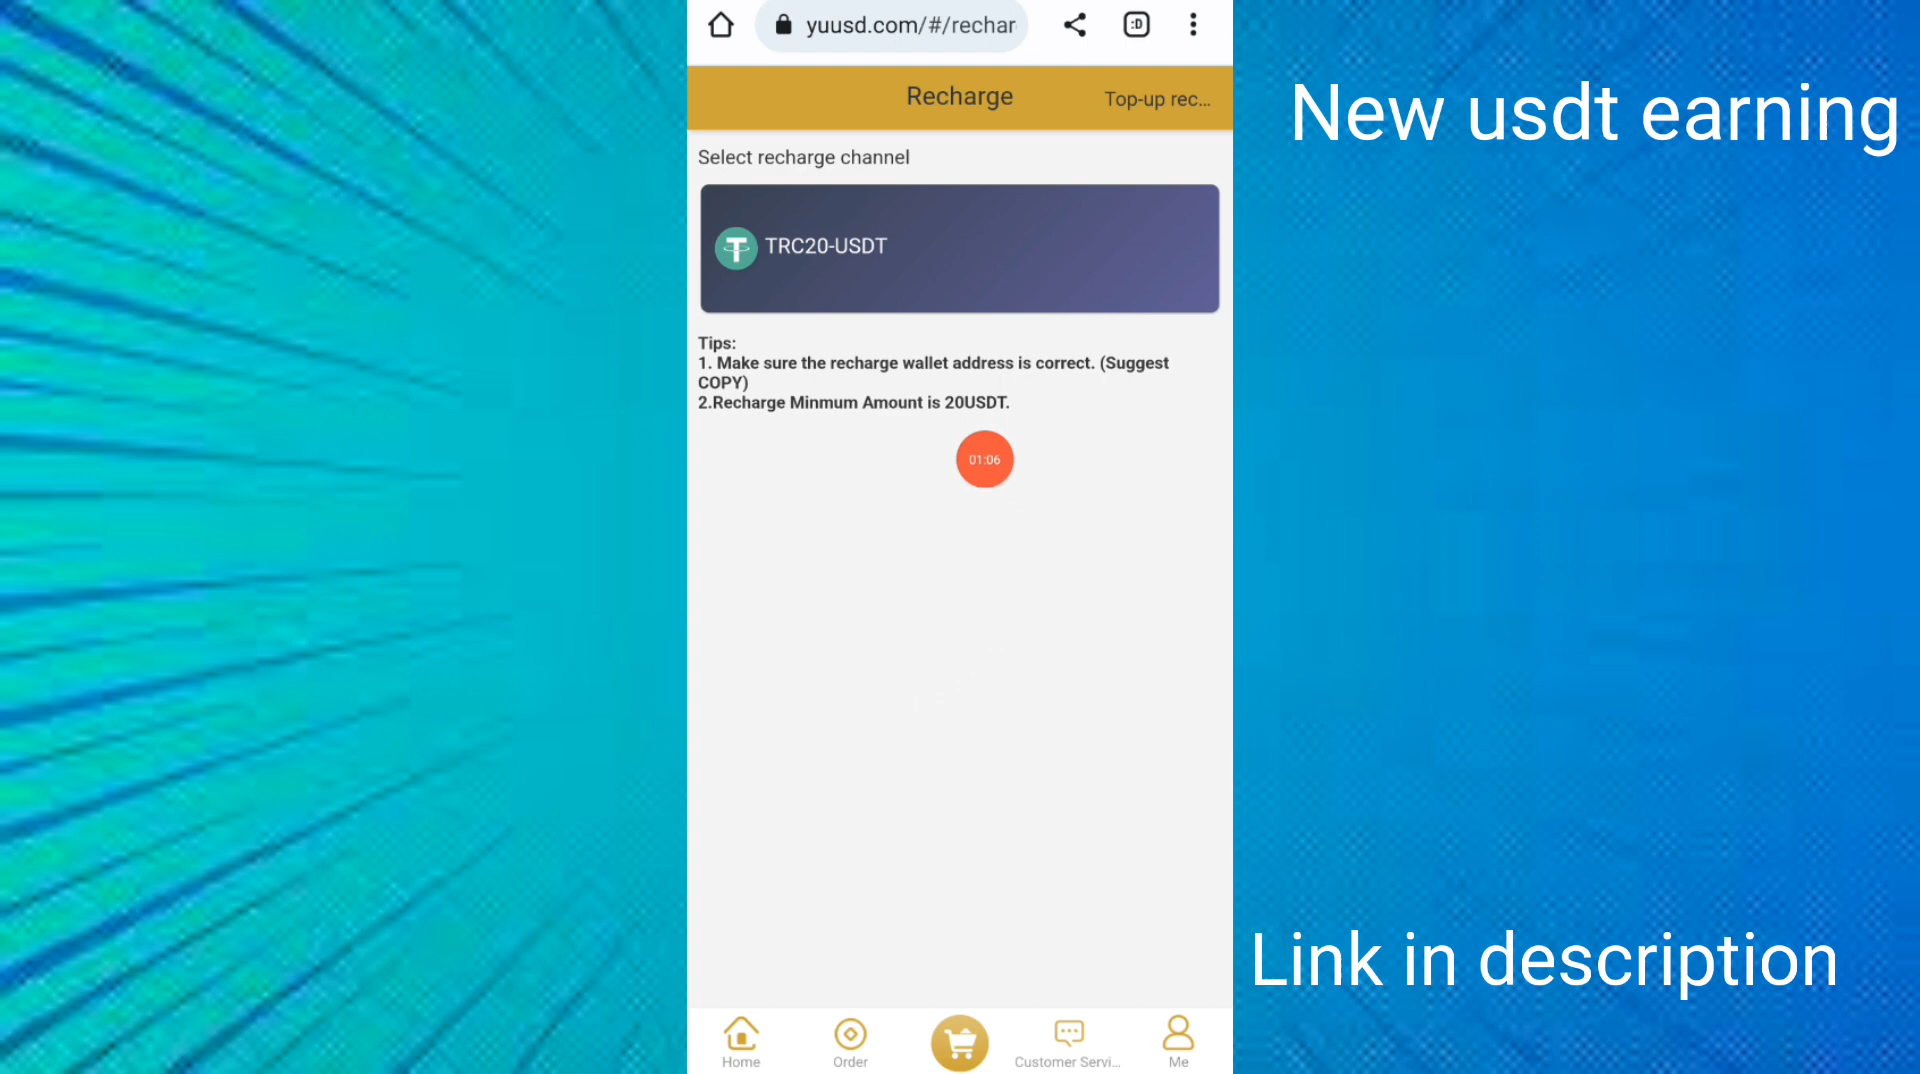 yuusd.com/#/rechar
:D
Recharge
Top-up rec...
New usdt earning
Select recharge channel
TRC20-USDT
Tips:
1. Make sure the recharge wallet address is correct. (Suggest
COPY)
2.Recharge Minmum Amount is 20USDT.
01:06
Link in description
Home
Order
Customer Servi...
Me